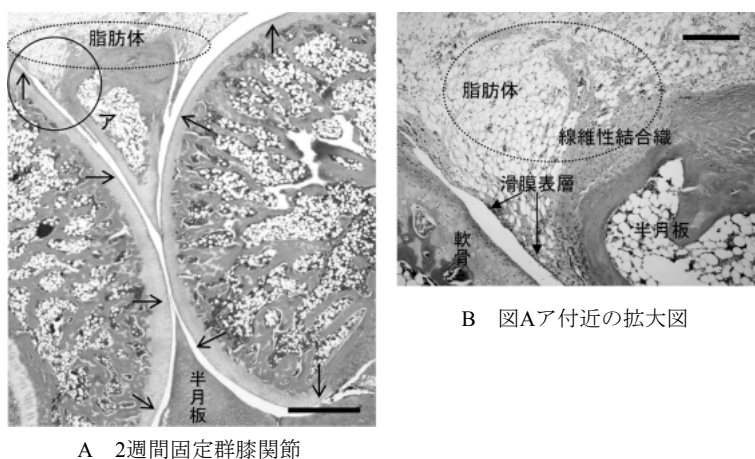 脂肪体
ア
半月板
A 2週間固定群膝関節
脂肪体
線維性結合織
滑膜表層
軟骨
半月板
B 図Aア付近の拡大図